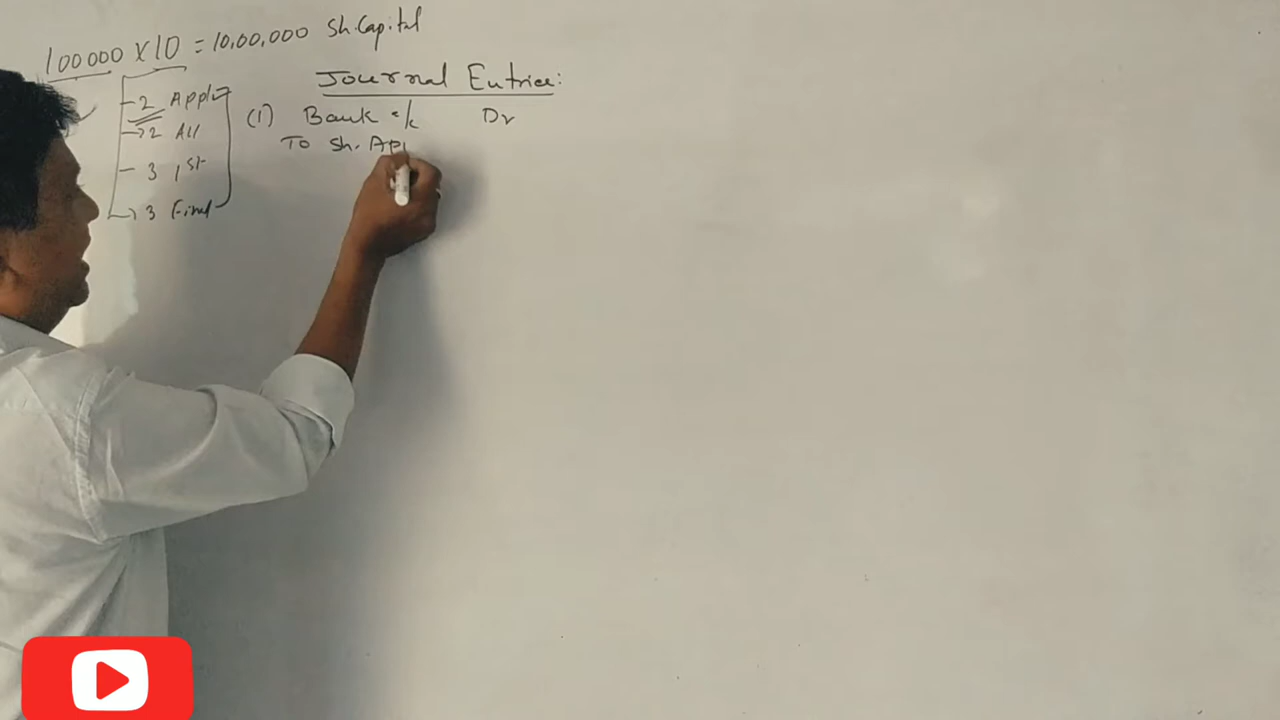 100000 X 10 = 10,00,000 Sh.Capital
2 Appl
2 All
3 1st
3 Final
Journal Entries:
(1) Bank a/c Dr
To Sh. Apl